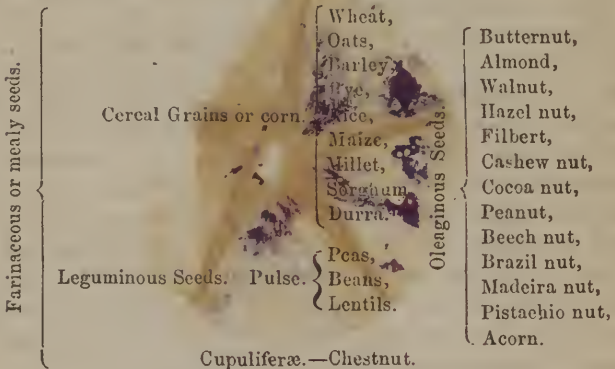 Farinaceous or mealy seeds.
Cereal Grains or corn.
Wheat,
Oats,
Barley
Rye,
Rice,
Maize,
Millet,
Sorghum
Durra.
Leguminous Seeds. Pulse.
Peas,
Beans,
Lentils.
Cupuliferæ.—Chestnut.
Oleaginous Seeds.
Butternut,
Almond,
Walnut,
Hazel nut,
Filbert,
Cashew nut,
Cocoa nut,
Peanut,
Beech nut,
Brazil nut,
Madeira nut,
Pistachio nut,
Acorn.